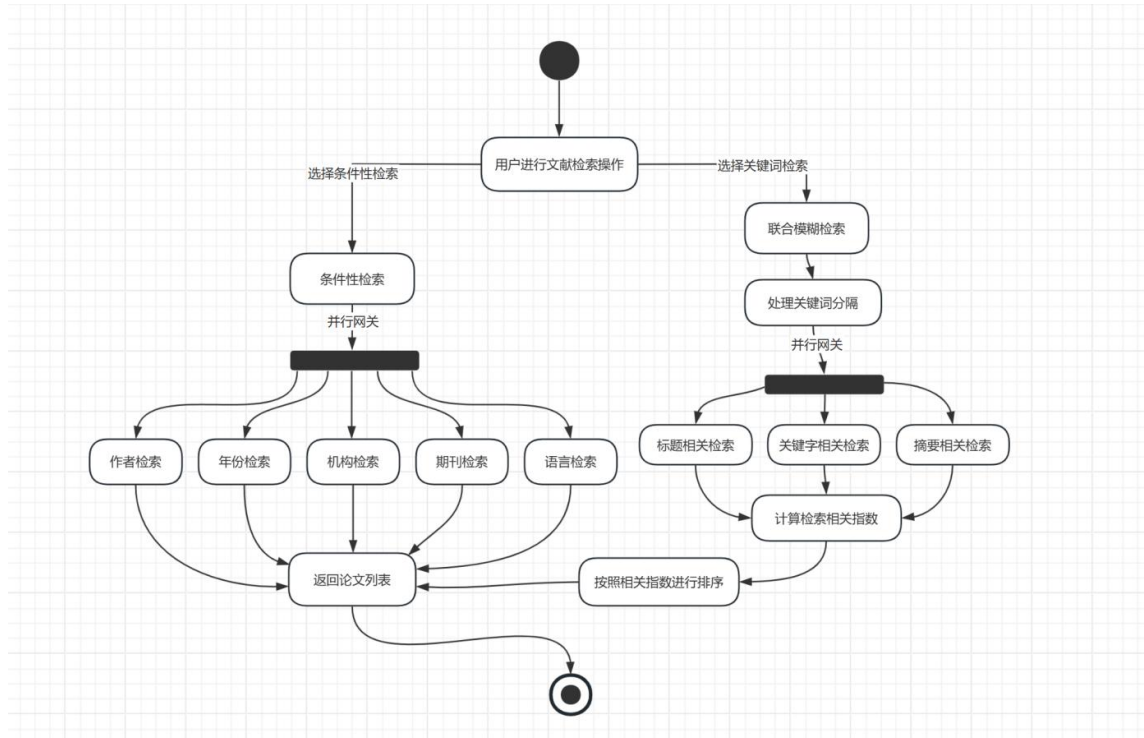 用户进行文献检索操作
选择条件性检索
选择关键词检索
联合模糊检索
条件性检索
处理关键词分隔
并行网关
并行网关
作者检索
年份检索
机构检索
期刊检索
语言检索
标题相关检索
关键字相关检索
摘要相关检索
计算检索相关指数
返回论文列表
按照相关指数进行排序